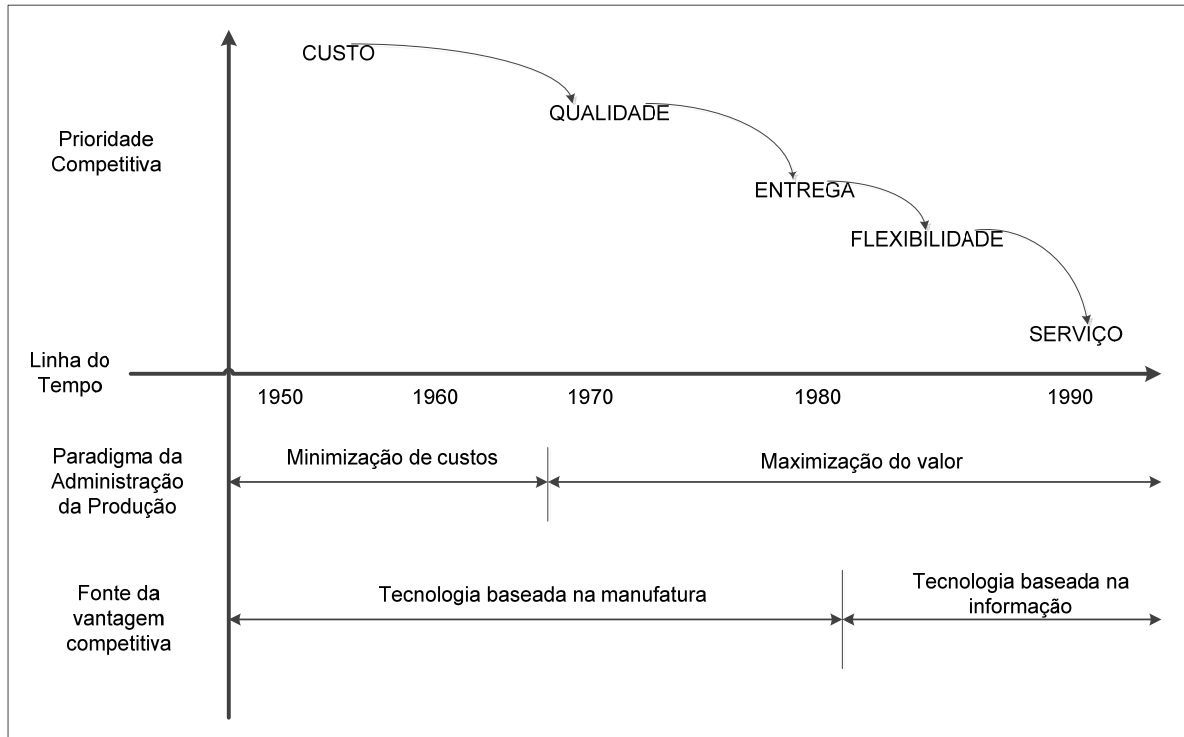 CUSTO
QUALIDADE
Prioridade
Competitiva
ENTREGA
FLEXIBILIDADE
SERVIÇO
Linha do
Tempo
1950
1960
1970
1980
1990
Paradigma da
Administração
da Produção
Minimização de custos
Maximização do valor
Fonte da
vantagem
competitiva
Tecnologia baseada na manufatura
Tecnologia baseada na
informação